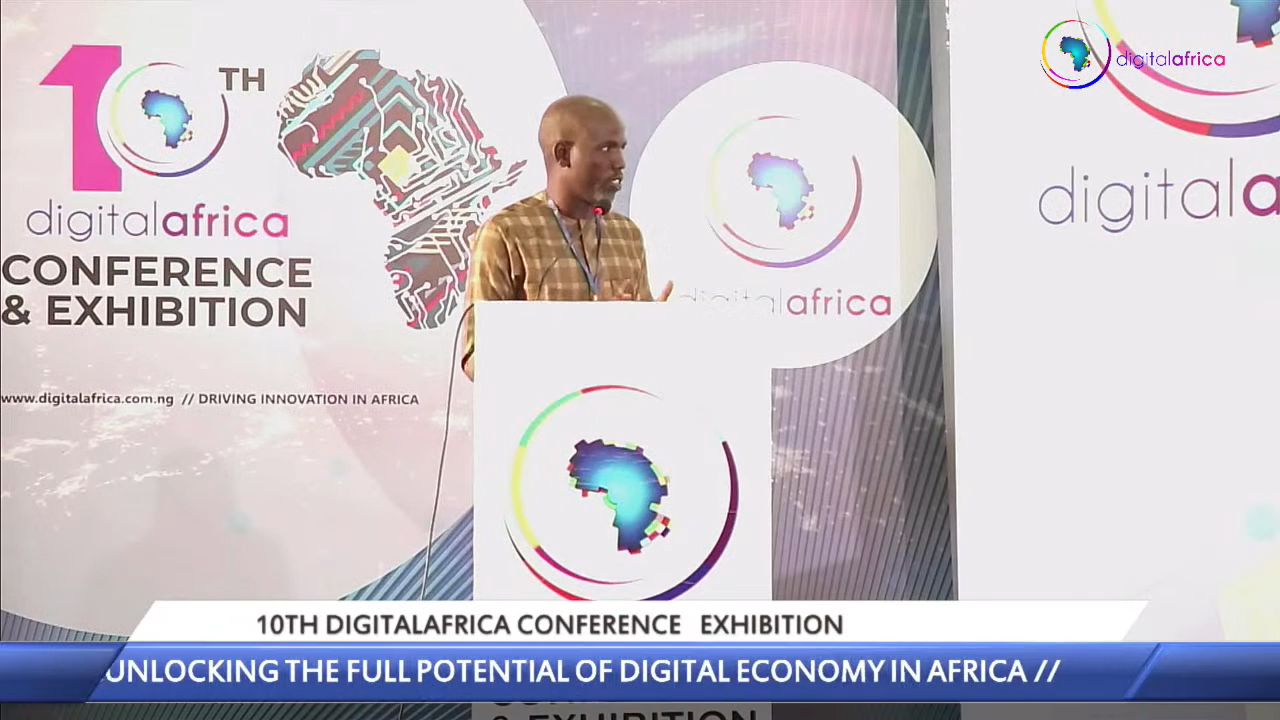 10TH
digitalafrica
CONFERENCE
& EXHIBITION
www.digitalafrica.com.ng // DRIVING INNOVATION IN AFRICA
digitalafrica
digitalafrica
digitala
10TH DIGITALAFRICA CONFERENCE EXHIBITION
UNLOCKING THE FULL POTENTIAL OF DIGITAL ECONOMY IN AFRICA //
& EXHIBITION